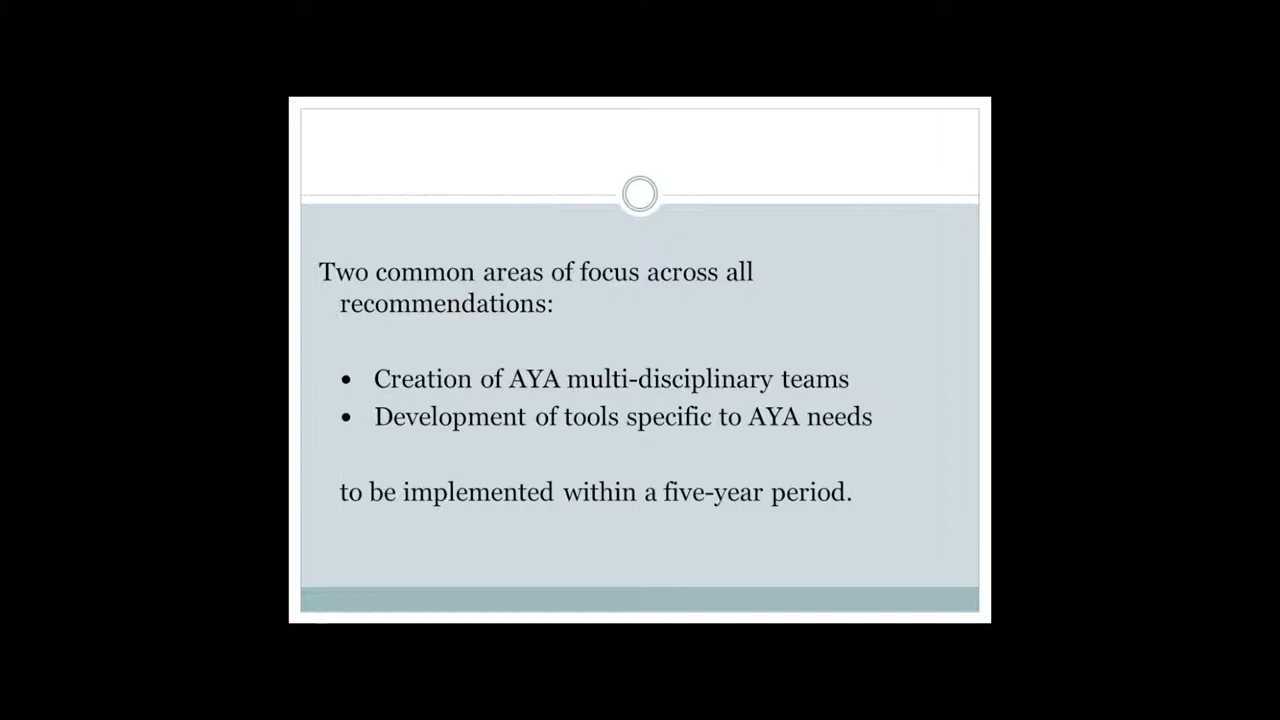 Two common areas of focus across all
recommendations:
• Creation of AYA multi-disciplinary teams
• Development of tools specific to AYA needs
to be implemented within a five-year period.